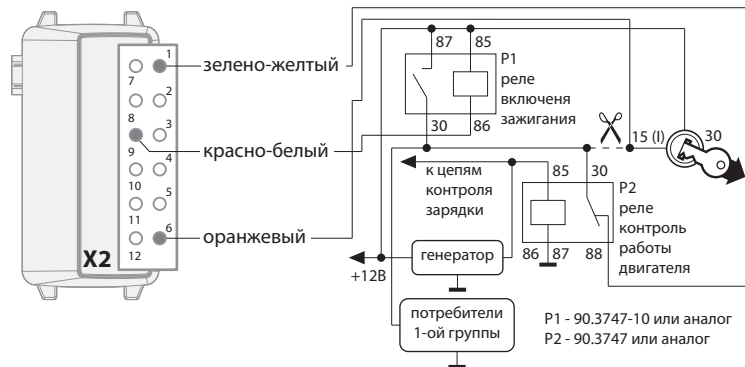 1
7
2
8
3
9
4
10
5
11
6
12
X2
зелено-желтый
красно-белый
оранжевый
87 85
P1
реле
включеня
зажигания
30 86
15 (I) 30
к цепям
контроля
зарядки
85 30
P2
реле
контроль
работы
двигателя
86 87 88
+12В
генератор
потребители
1-ой группы
P1 - 90.3747-10 или аналог
P2 - 90.3747 или аналог